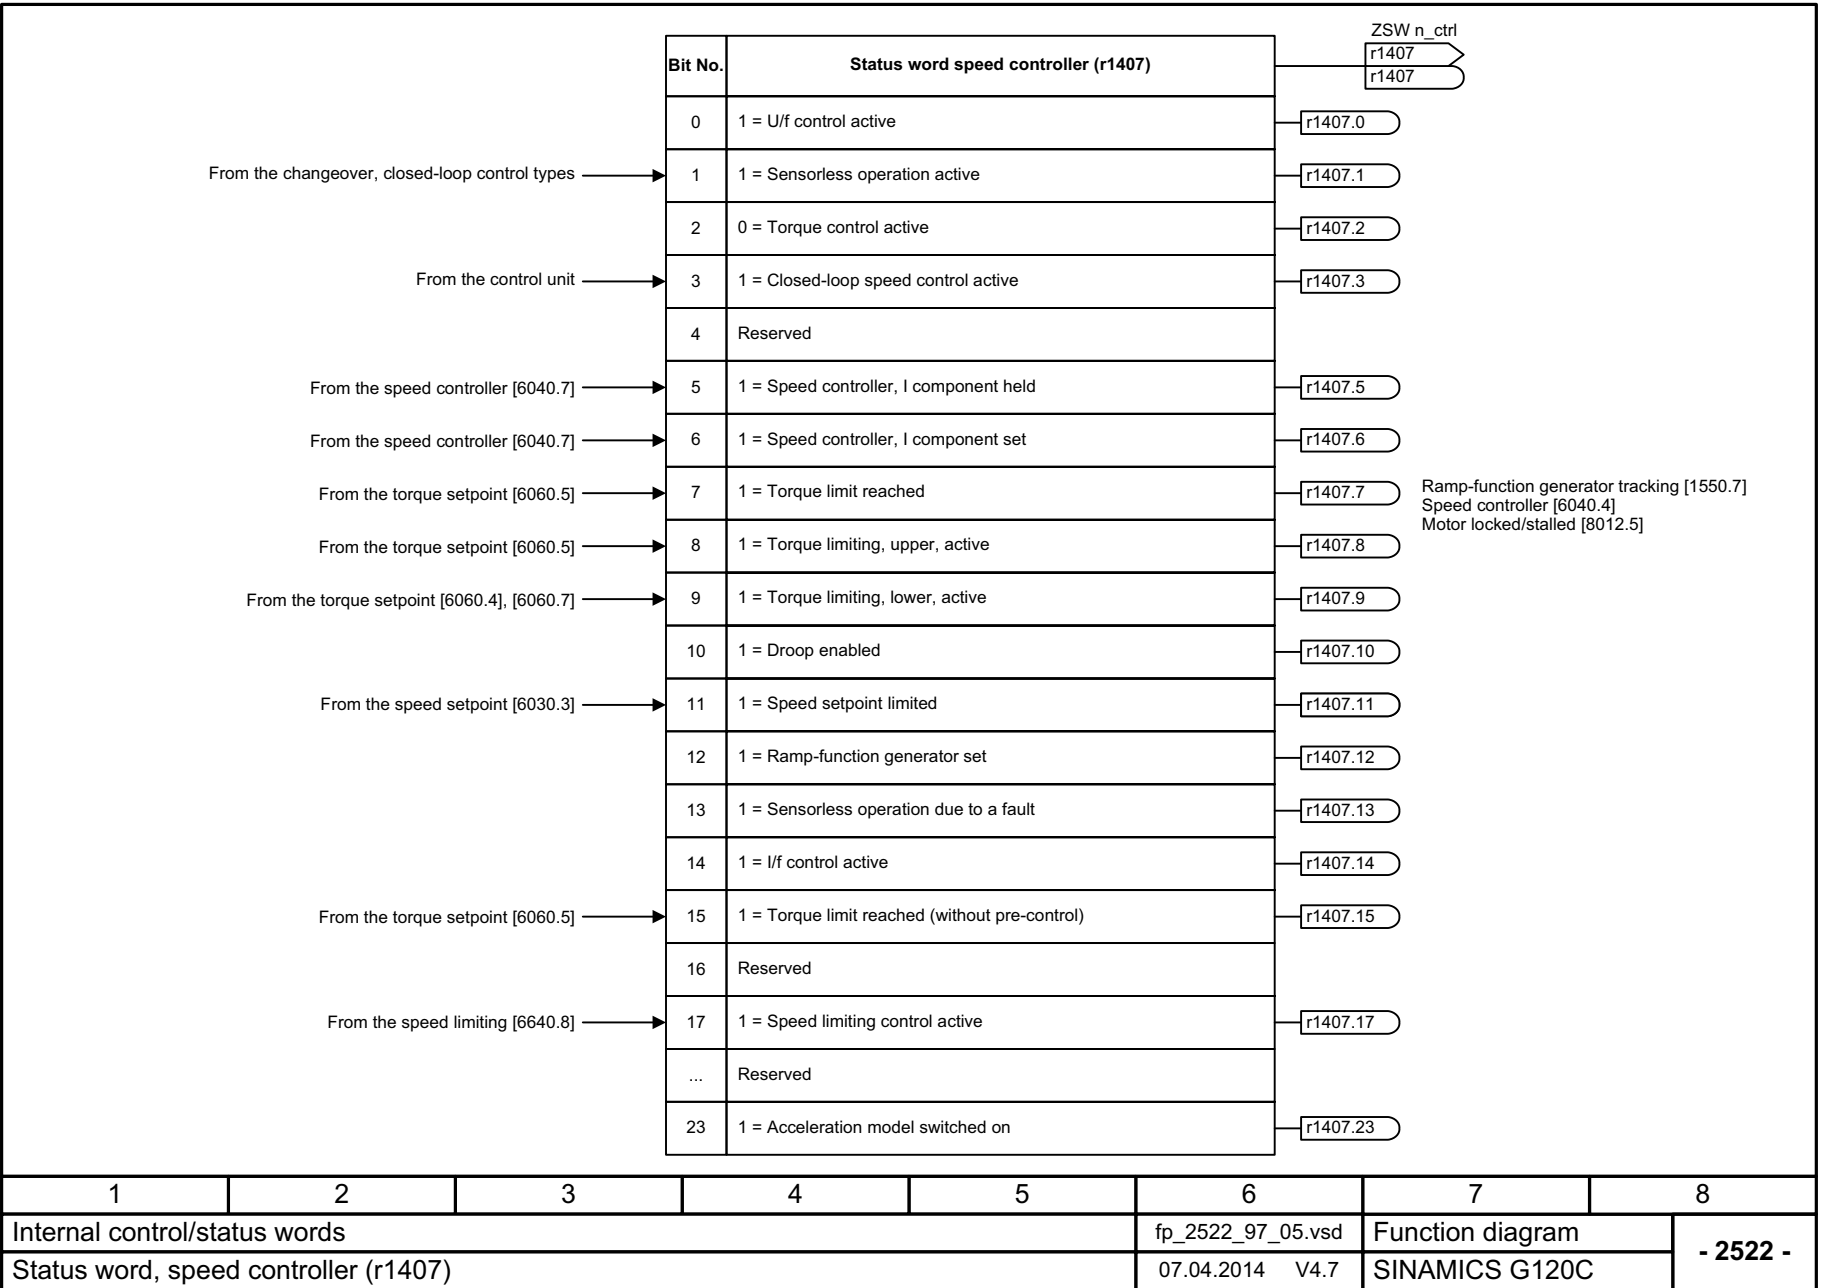 ZSW n_ctrl
Bit No. Status word speed controller (r1407) r1407
r1407
0 1 = U/f control active r1407.0
From the changeover, closed-loop control types 1 1 = Sensorless operation active r1407.1
2 0 = Torque control active r1407.2
From the control unit 3 1 = Closed-loop speed control active r1407.3
4 Reserved
From the speed controller [6040.7] 5 1 = Speed controller, I component held r1407.5
From the speed controller [6040.7] 6 1 = Speed controller, I component set r1407.6
From the torque setpoint [6060.5] 7 1 = Torque limit reached r1407.7 Ramp-function generator tracking [1550.7]
Speed controller [6040.4]
Motor locked/stalled [8012.5]
From the torque setpoint [6060.5] 8 1 = Torque limiting, upper, active r1407.8
From the torque setpoint [6060.4], [6060.7] 9 1 = Torque limiting, lower, active r1407.9
10 1 = Droop enabled r1407.10
From the speed setpoint [6030.3] 11 1 = Speed setpoint limited r1407.11
12 1 = Ramp-function generator set r1407.12
13 1 = Sensorless operation due to a fault r1407.13
14 1 = I/f control active r1407.14
From the torque setpoint [6060.5] 15 1 = Torque limit reached (without pre-control) r1407.15
16 Reserved
From the speed limiting [6640.8] 17 1 = Speed limiting control active r1407.17
... Reserved
23 1 = Acceleration model switched on r1407.23
1 2 3 4 5 6 7 8
Internal control/status words fp_2522_97_05.vsd Function diagram - 2522 -
Status word, speed controller (r1407) 07.04.2014 V4.7 SINAMICS G120C